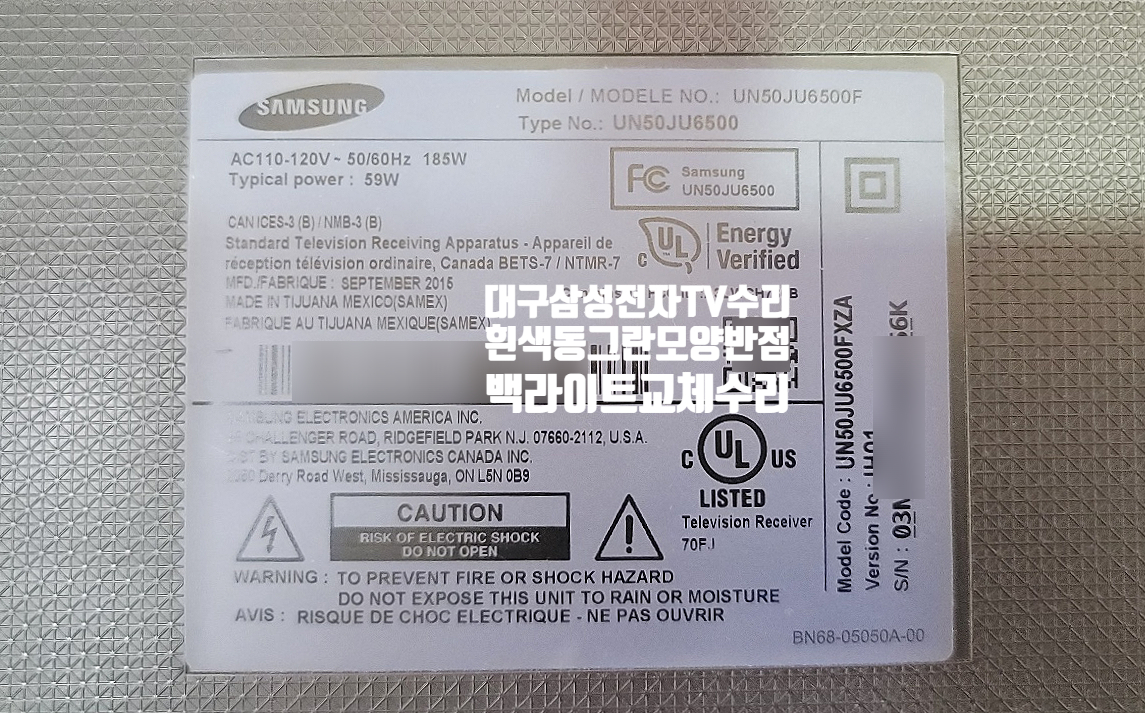 SAMSUNG
Model / MODELE NO.: UN50JU6500F
Type No.: UN50JU6500
AC110-120V ~ 50/60Hz 185W
Typical power : 59W
FC Samsung
UN50JU6500
CAN ICES-3 (B) / NMB-3 (B)
Standard Television Receiving Apparatus - Appareil de
réception télévision ordinaire, Canada BETS-7 / NTMR-7
MFD./FABRIQUE : SEPTEMBER 2015
MADE IN TIJUANA MEXICO(SAMEX)
FABRIQUE AU TIJUANA MEXIQUE(SAMEX)
C UL Energy
Verified
대구삼성전자TV수리
흰색동그란모양반점
백라이트교체수리
ELECTRONICS AMERICA INC.
CHALLENGER ROAD, RIDGEFIELD PARK N.J. 07660-2112, U.S.A.
BY SAMSUNG ELECTRONICS CANADA INC.
Derry Road West, Mississauga, ON L5N 0B9
C UL US
LISTED
Television Receiver
CAUTION
RISK OF ELECTRIC SHOCK
DO NOT OPEN
WARNING : TO PREVENT FIRE OR SHOCK HAZARD
DO NOT EXPOSE THIS UNIT TO RAIN OR MOISTURE
AVIS : RISQUE DE CHOC ELECTRIQUE - NE PAS OUVRIR
BN68-05050A-00
Model Code : UN50JU6500FXZA
Version No : IH01
S/N :